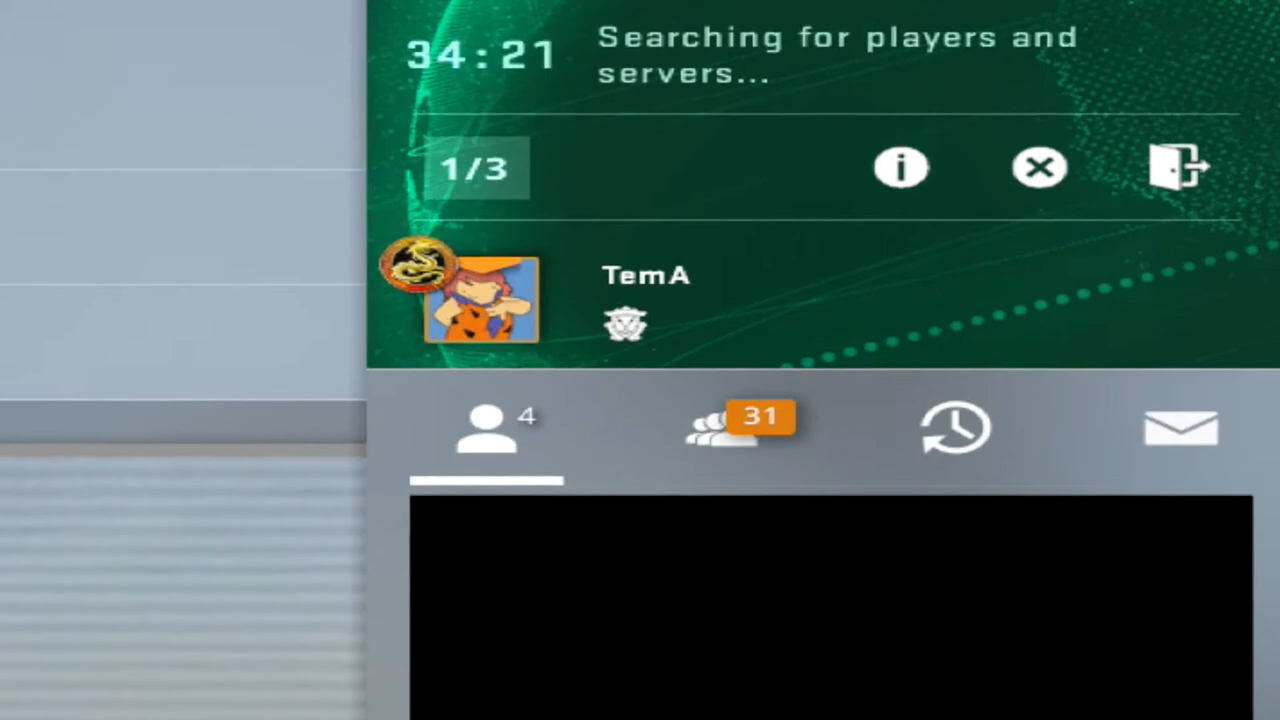 34:21
Searching for players and
servers...
1/3
TemA
4
31